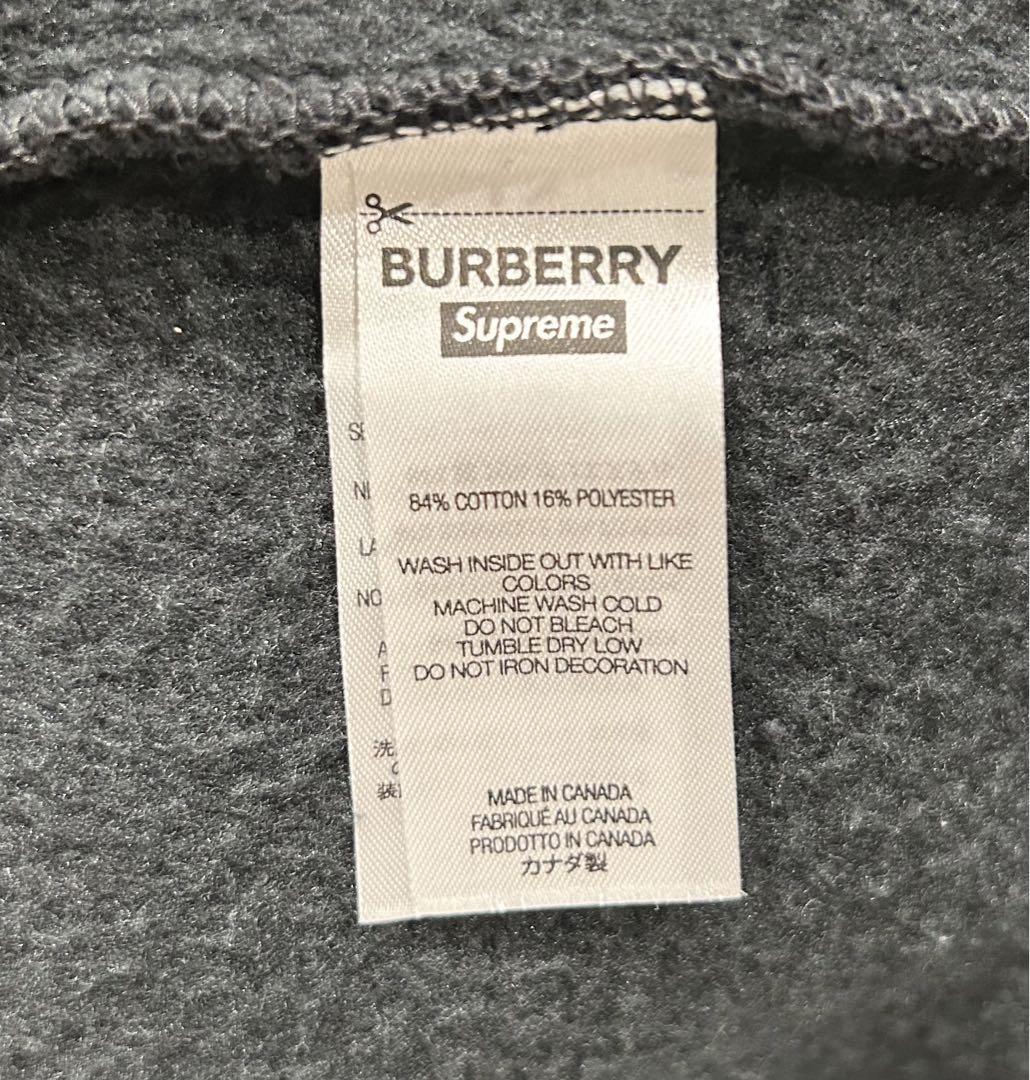 BURBERRY
Supreme
84% COTTON 16% POLYESTER
WASH INSIDE OUT WITH LIKE
COLORS
MACHINE WASH COLD
DO NOT BLEACH
TUMBLE DRY LOW
DO NOT IRON DECORATION
MADE IN CANADA
FABRIQUÉ AU CANADA
PRODOTTO IN CANADA
カナダ製